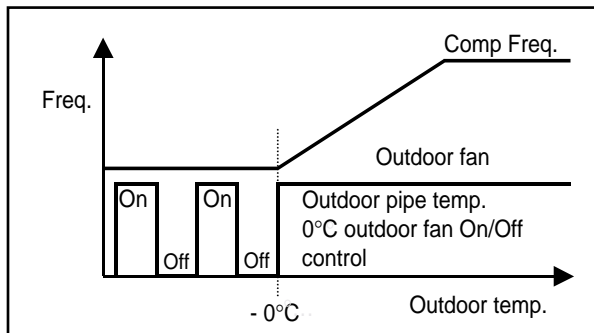 Comp Freq.
Freq.
Outdoor fan
On
On
Outdoor pipe temp.
0°C outdoor fan On/Off
Off
Off
control
- 0°C
Outdoor temp.